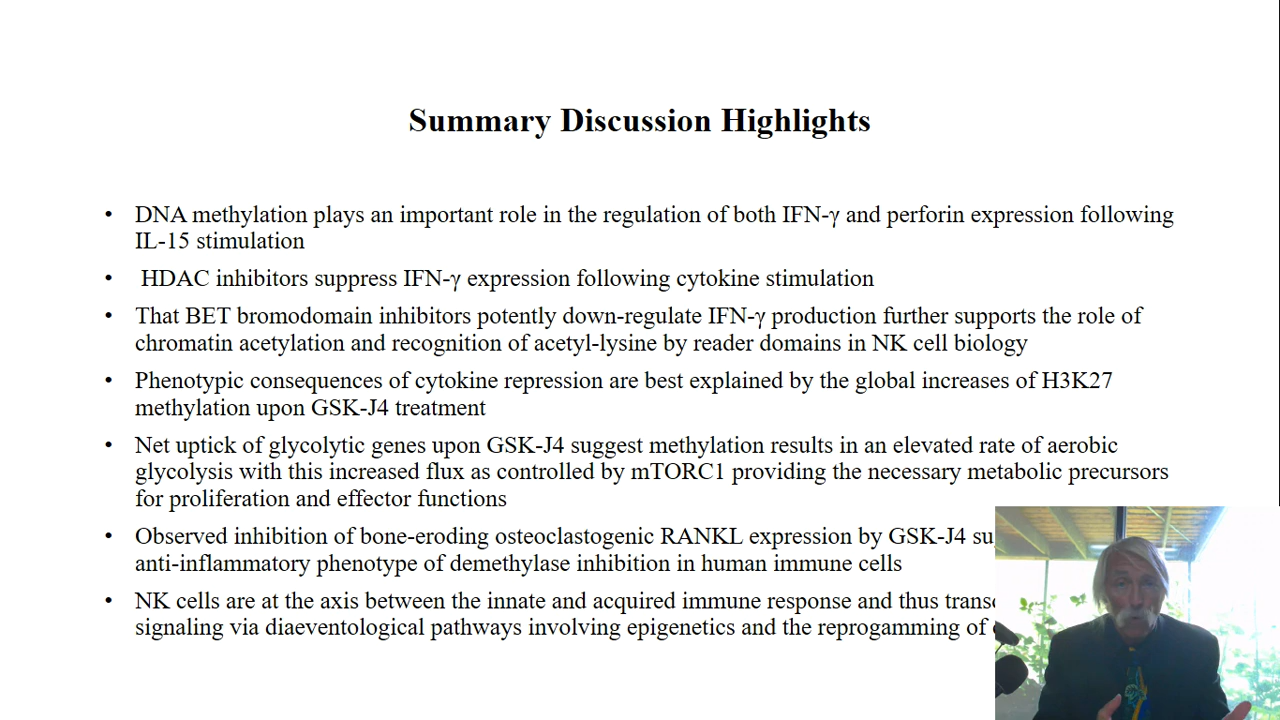 Summary Discussion Highlights
• DNA methylation plays an important role in the regulation of both IFN-γ and perforin expression following
IL-15 stimulation
• HDAC inhibitors suppress IFN-γ expression following cytokine stimulation
• That BET bromodomain inhibitors potently down-regulate IFN-γ production further supports the role of
chromatin acetylation and recognition of acetyl-lysine by reader domains in NK cell biology
• Phenotypic consequences of cytokine repression are best explained by the global increases of H3K27
methylation upon GSK-J4 treatment
• Net uptick of glycolytic genes upon GSK-J4 suggest methylation results in an elevated rate of aerobic
glycolysis with this increased flux as controlled by mTORC1 providing the necessary metabolic precursors
for proliferation and effector functions
• Observed inhibition of bone-eroding osteoclastogenic RANKL expression by GSK-J4
anti-inflammatory phenotype of demethylase inhibition in human immune cells
• NK cells are at the axis between the innate and acquired immune response and thus
signaling via diaeventological pathways involving epigenetics and the reprogamming of